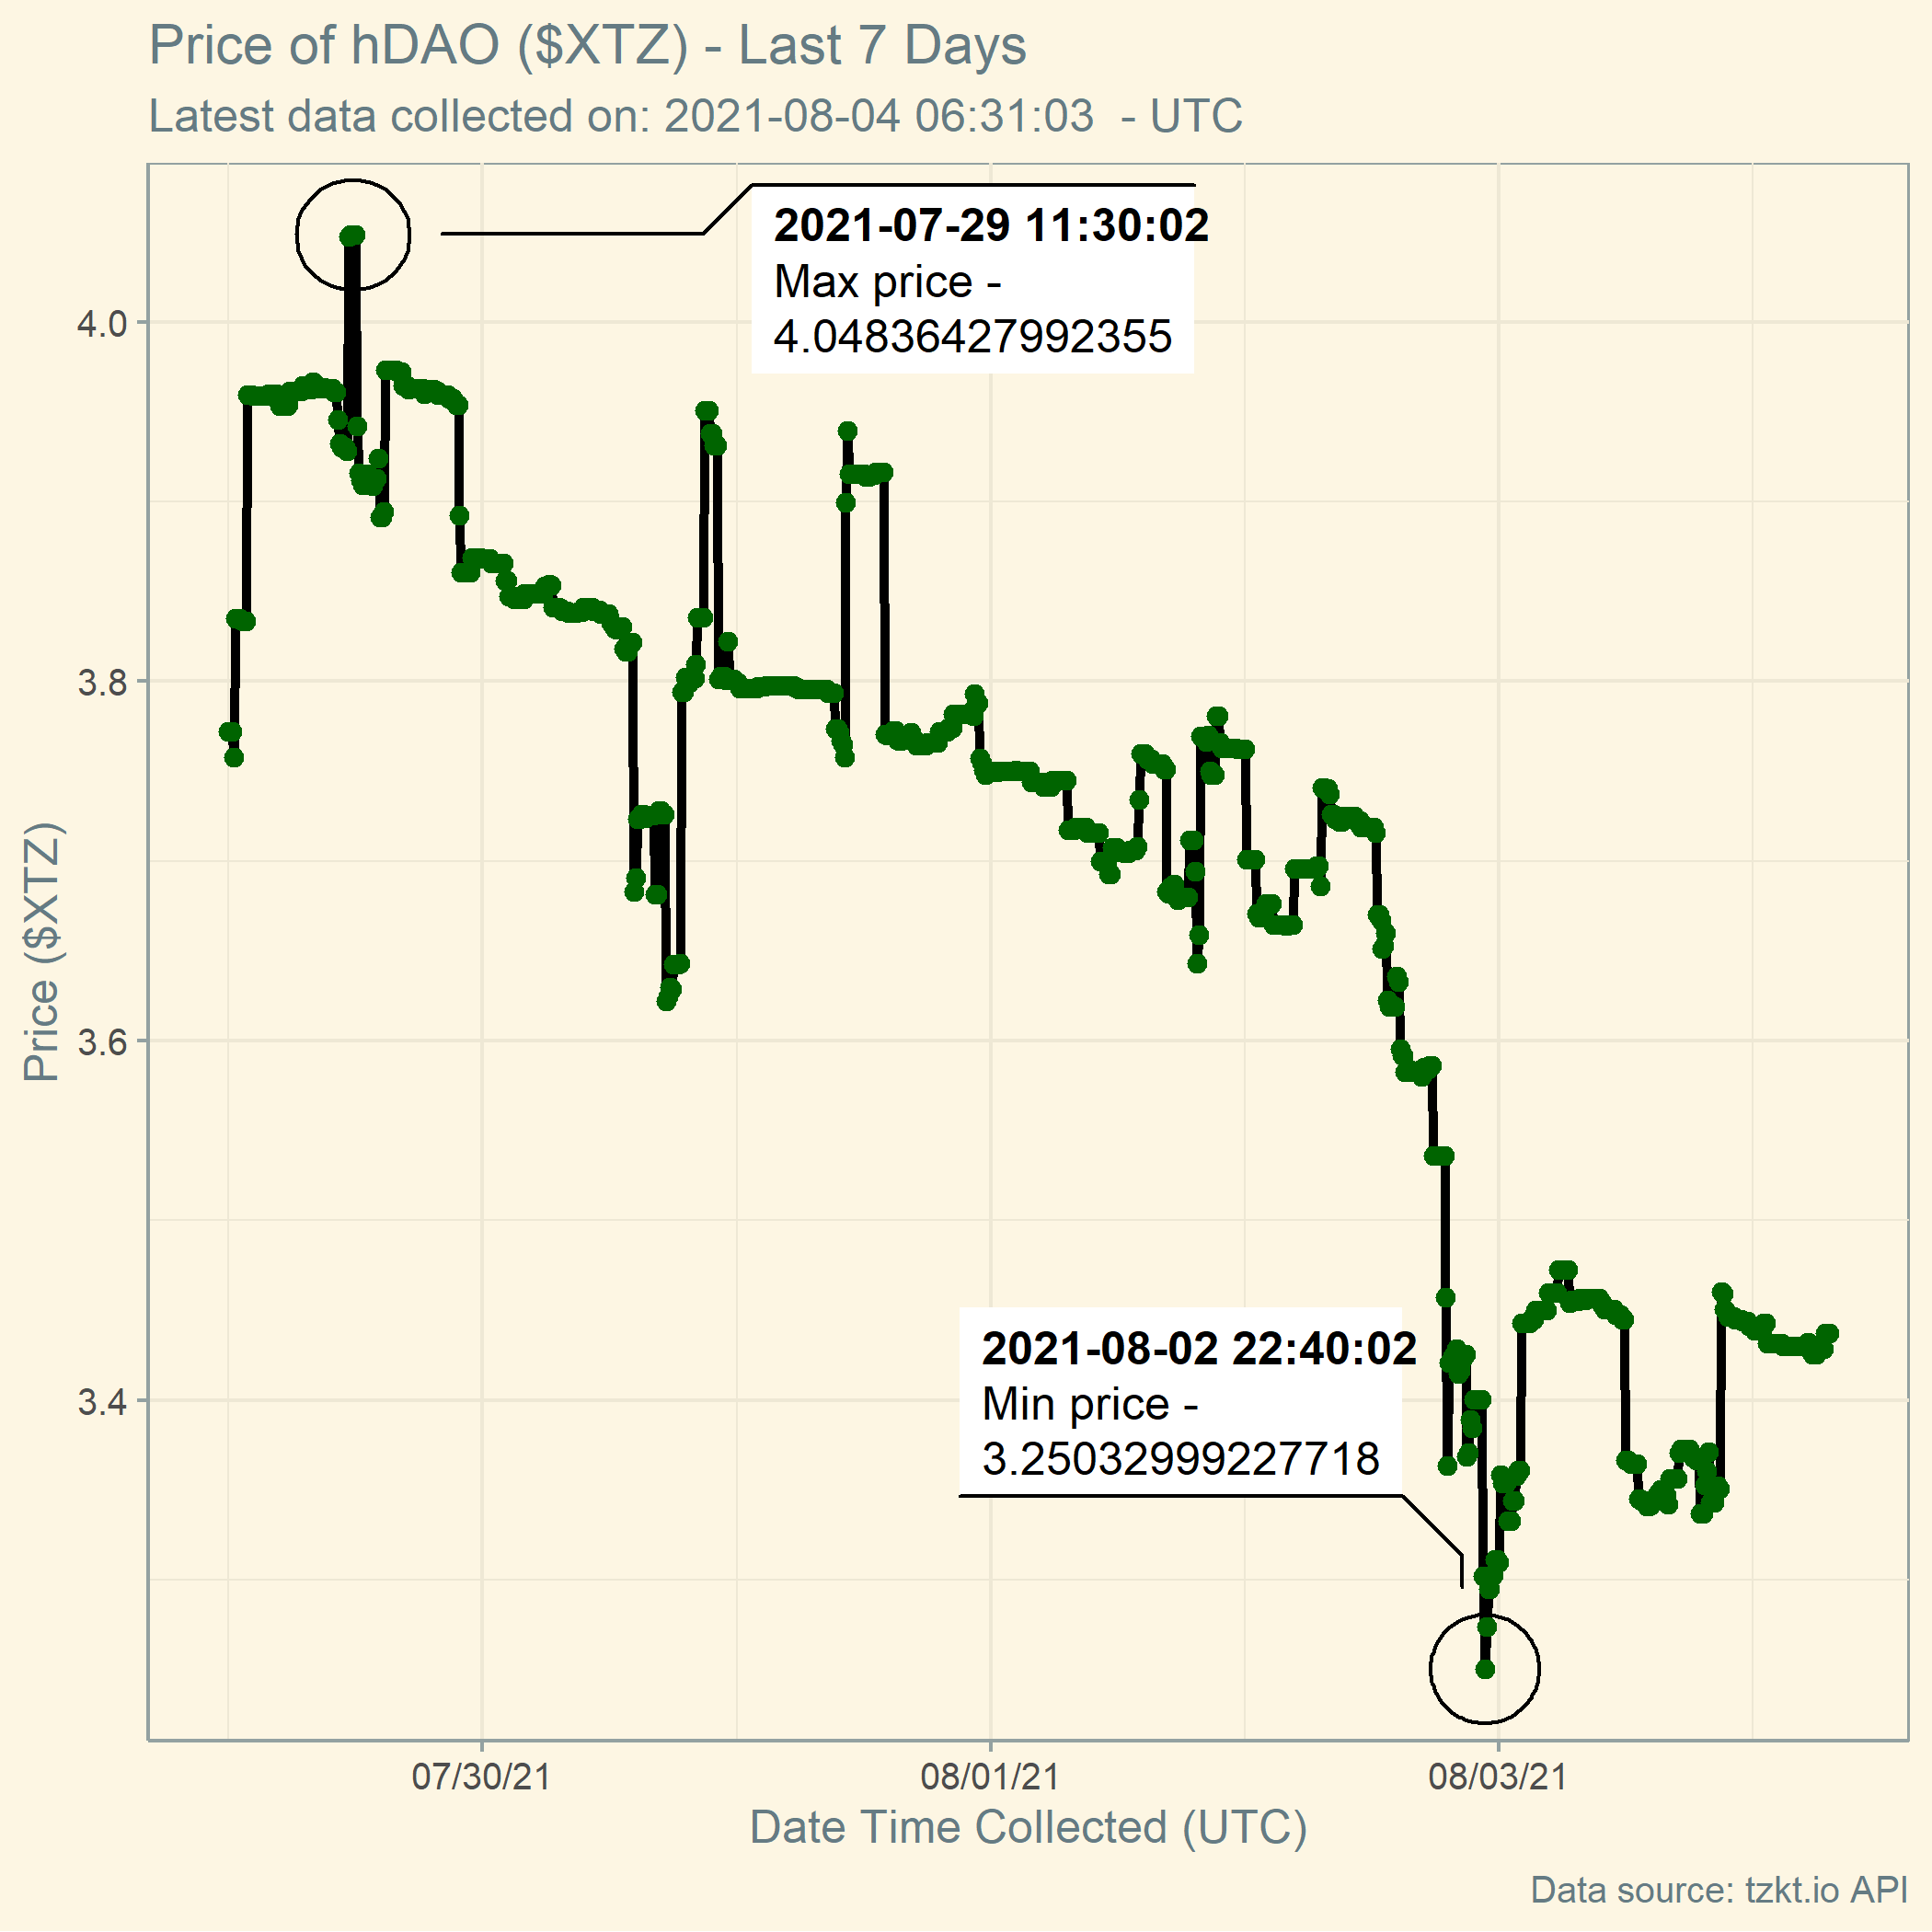 Price of hDAO ($XTZ) - Last 7 Days
Latest data collected on: 2021-08-04 06:31:03  - UTC
2021-07-29 11:30:02
Max price -
4.04836427992355
4.0
3.8
Price ($XTZ)
3.6
2021-08-02 22:40:02
Min price -
3.25032999227718
3.4
07/30/21
08/01/21
08/03/21
Date Time Collected (UTC)
Data source: tzkt.io API